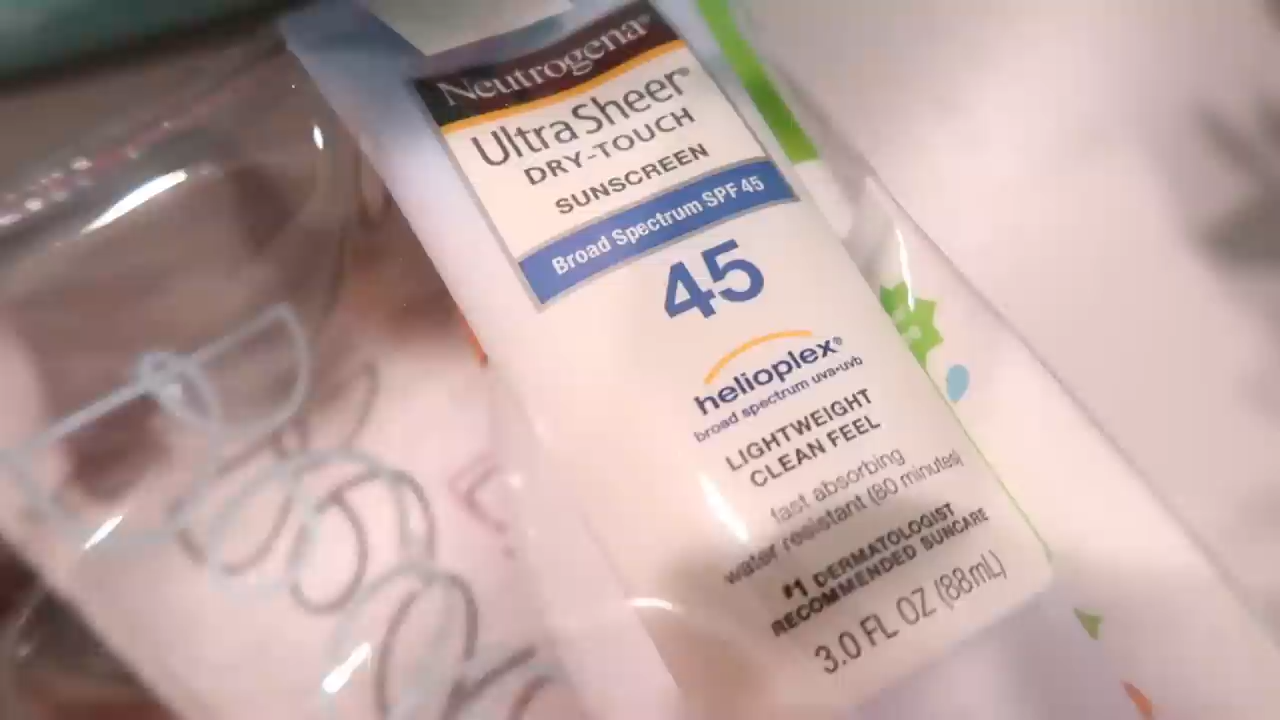 Neutrogena®
Ultra Sheer®
DRY-TOUCH
SUNSCREEN
Broad Spectrum SPF 45
45
helioplex®
broad spectrum uva•uvb
LIGHTWEIGHT
CLEAN FEEL
fast absorbing
water resistant (80 minutes)
#1 DERMATOLOGIST
RECOMMENDED SUNCARE
3.0 FL OZ (88mL)